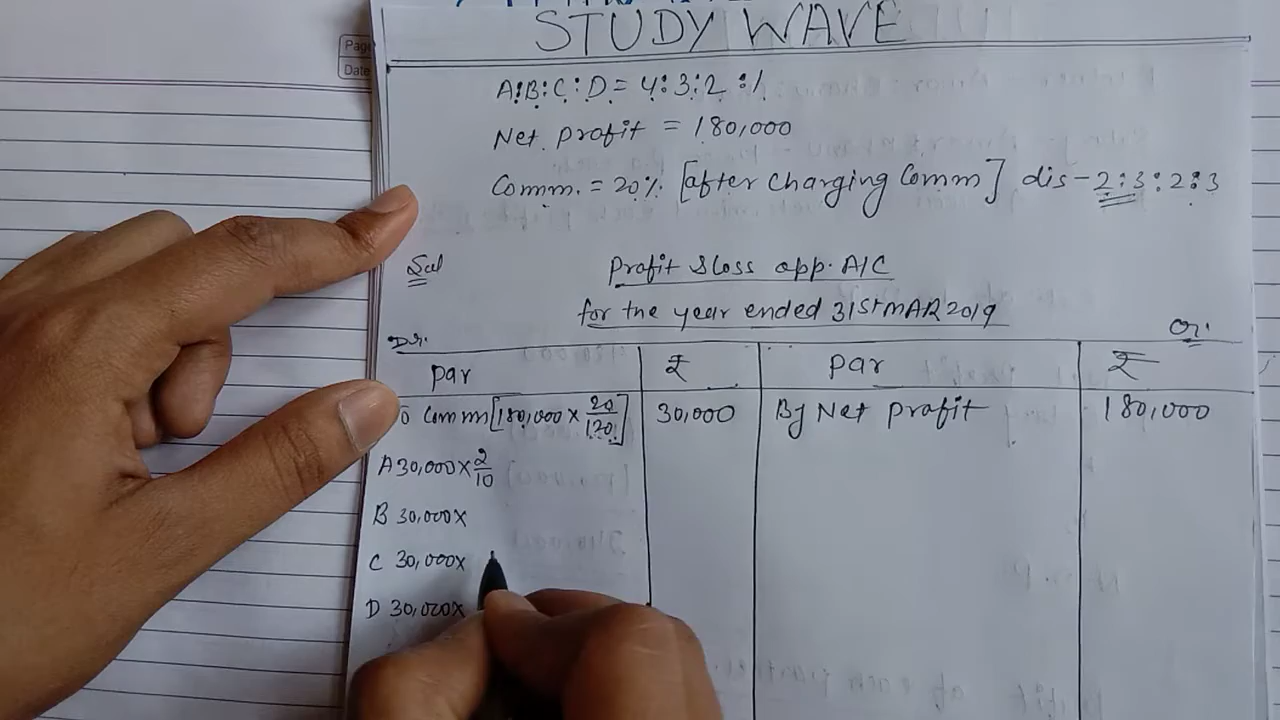 Page
Date
STUDY WAVE
A:B:C:D = 4:3:2:1
Net. profit = 180,000
Comm. = 20% [after charging Comm] dis- 2:3:2:3
Sol
Profit & loss app. A/C
for the year ended 31st MAR 2019
Dr. Cr.
par ₹ par ₹
o Comm [180,000 × 20/120] 30,000 By Net profit 180,000
A 30,000 × 2/10
B 30,000 ×
C 30,000 ×
D 30,000 ×